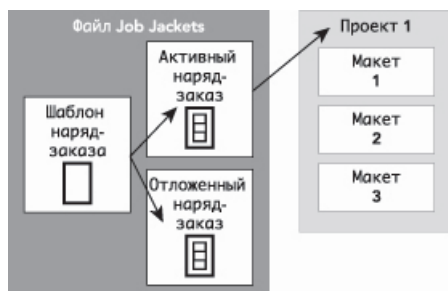 Файл Job Jackets
Шаблон
наряд-
заказа
Активный
наряд-
заказ
Отложенный
наряд-
заказ
Проект 1
Макет
1
Макет
2
Макет
3